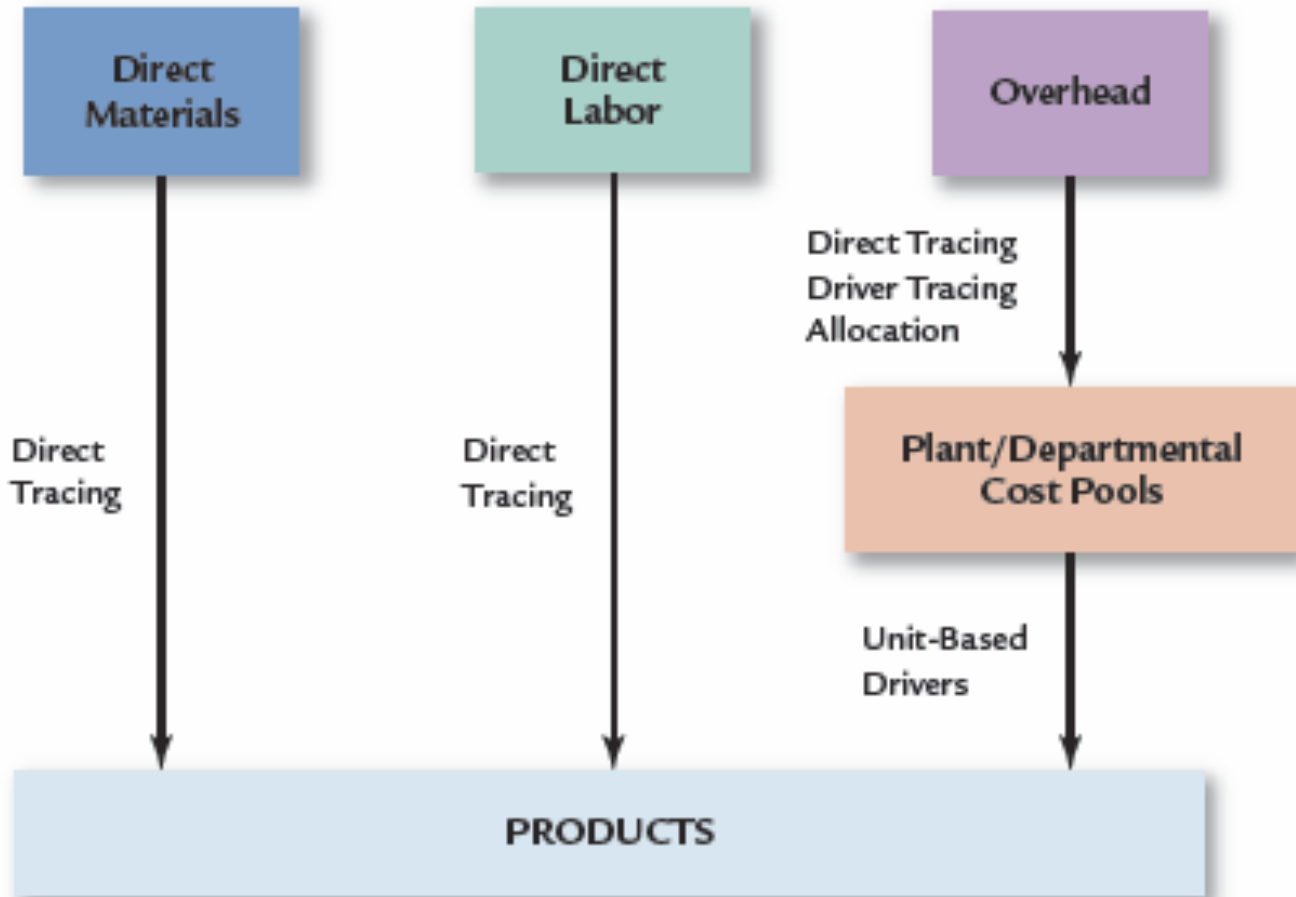 Direct
Materials
Direct
Labor
Overhead
Direct Tracing
Driver Tracing
Allocation
Direct
Tracing
Direct
Tracing
Plant/Departmental
Cost Pools
Unit-Based
Drivers
PRODUCTS